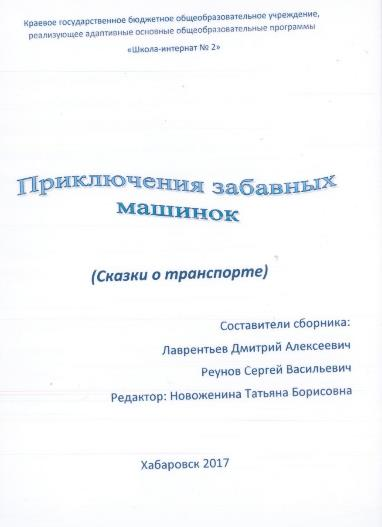 Краевое государственное бюджетное общеобразовательное учреждение,
реализующее адаптивные основные общеобразовательные программы
«Школа-интернат № 2»
Приключения забавных
машинок
(Сказки о транспорте)
Составители сборника:
Лаврентьев Дмитрий Алексеевич
Реунов Сергей Васильевич
Редактор: Новоженина Татьяна Борисовна
Хабаровск 2017